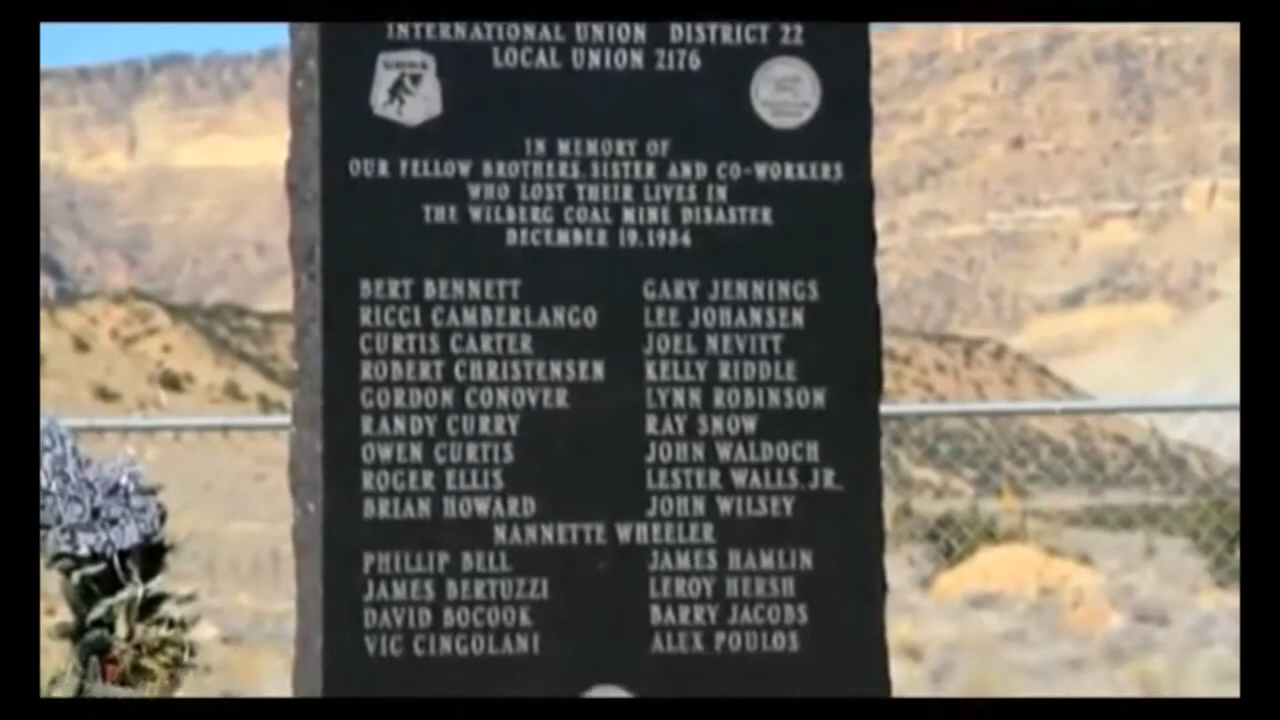 INTERNATIONAL UNION DISTRICT 22
LOCAL UNION 2176
IN MEMORY OF
OUR FELLOW BROTHERS, SISTER AND CO-WORKERS
WHO LOST THEIR LIVES IN
THE WILBERG COAL MINE DISASTER
DECEMBER 19, 1984
BERT BENNETT GARY JENNINGS
RICCI CAMBERLANGO LEE JOHANSEN
CURTIS CARTER JOEL NEVITT
ROBERT CHRISTENSEN KELLY RIDDLE
GORDON CONOVER LYNN ROBINSON
RANDY CURRY RAY SNOW
OWEN CURTIS JOHN WALDOCH
ROGER ELLIS LESTER WALLS, JR.
BRIAN HOWARD JOHN WILSEY
NANNETTE WHEELER
PHILLIP BELL JAMES HAMLIN
JAMES BERTUZZI LEROY HERSH
DAVID BOCOOK BARRY JACOBS
VIC CINGOLANI ALEX POULOS